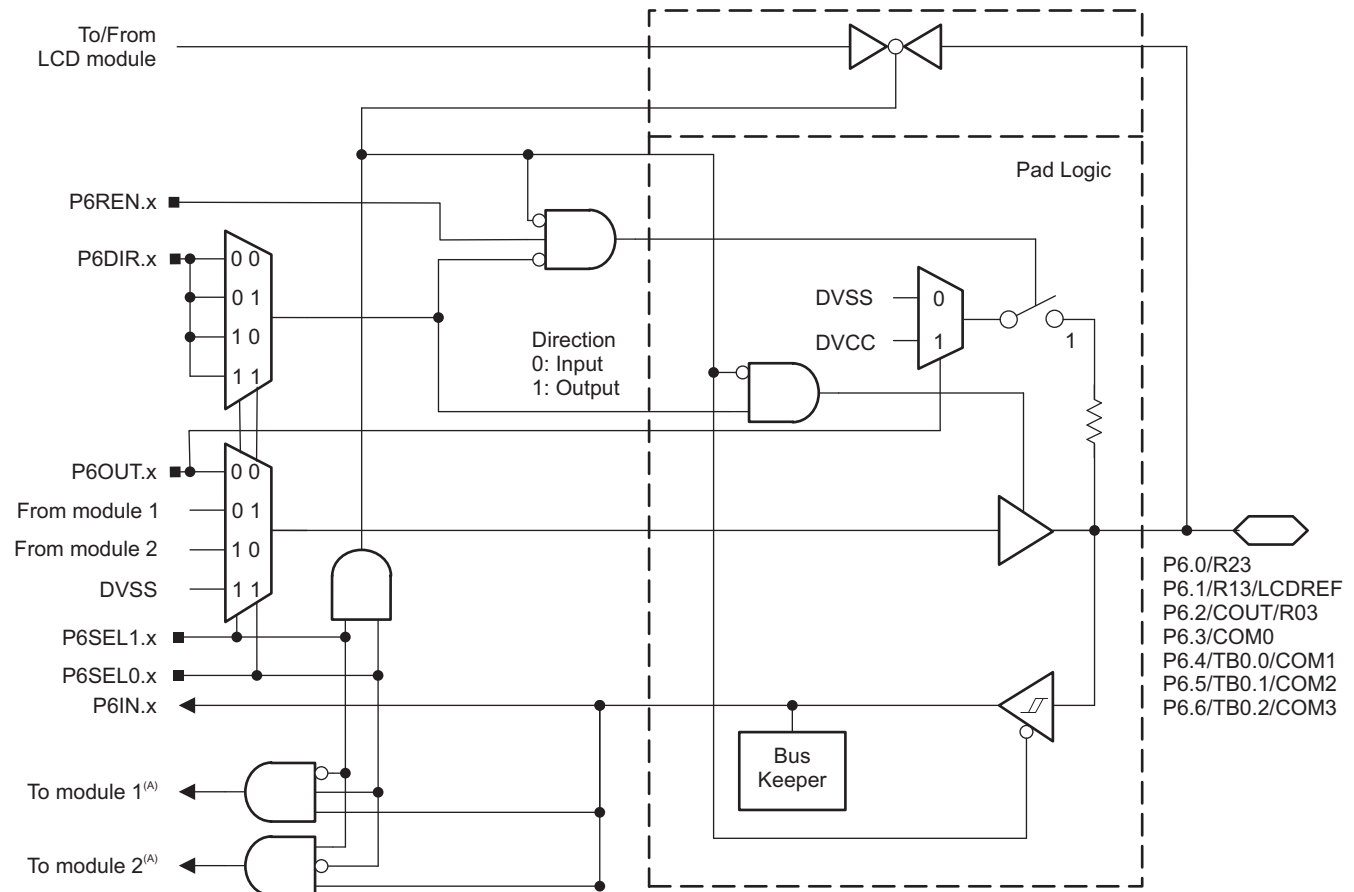 To/From
LCD module
Pad Logic
P6REN.x
P6DIR.x
0 0
0 1
1 0
1 1
Direction
0: Input
1: Output
DVSS
0
DVCC
1
1
P6OUT.x
0 0
From module 1
0 1
From module 2
1 0
DVSS
1 1
P6SEL1.x
P6SEL0.x
P6IN.x
P6.0/R23
P6.1/R13/LCDREF
P6.2/COUT/R03
P6.3/COM0
P6.4/TB0.0/COM1
P6.5/TB0.1/COM2
P6.6/TB0.2/COM3
Bus
Keeper
To module 1(A)
To module 2(A)